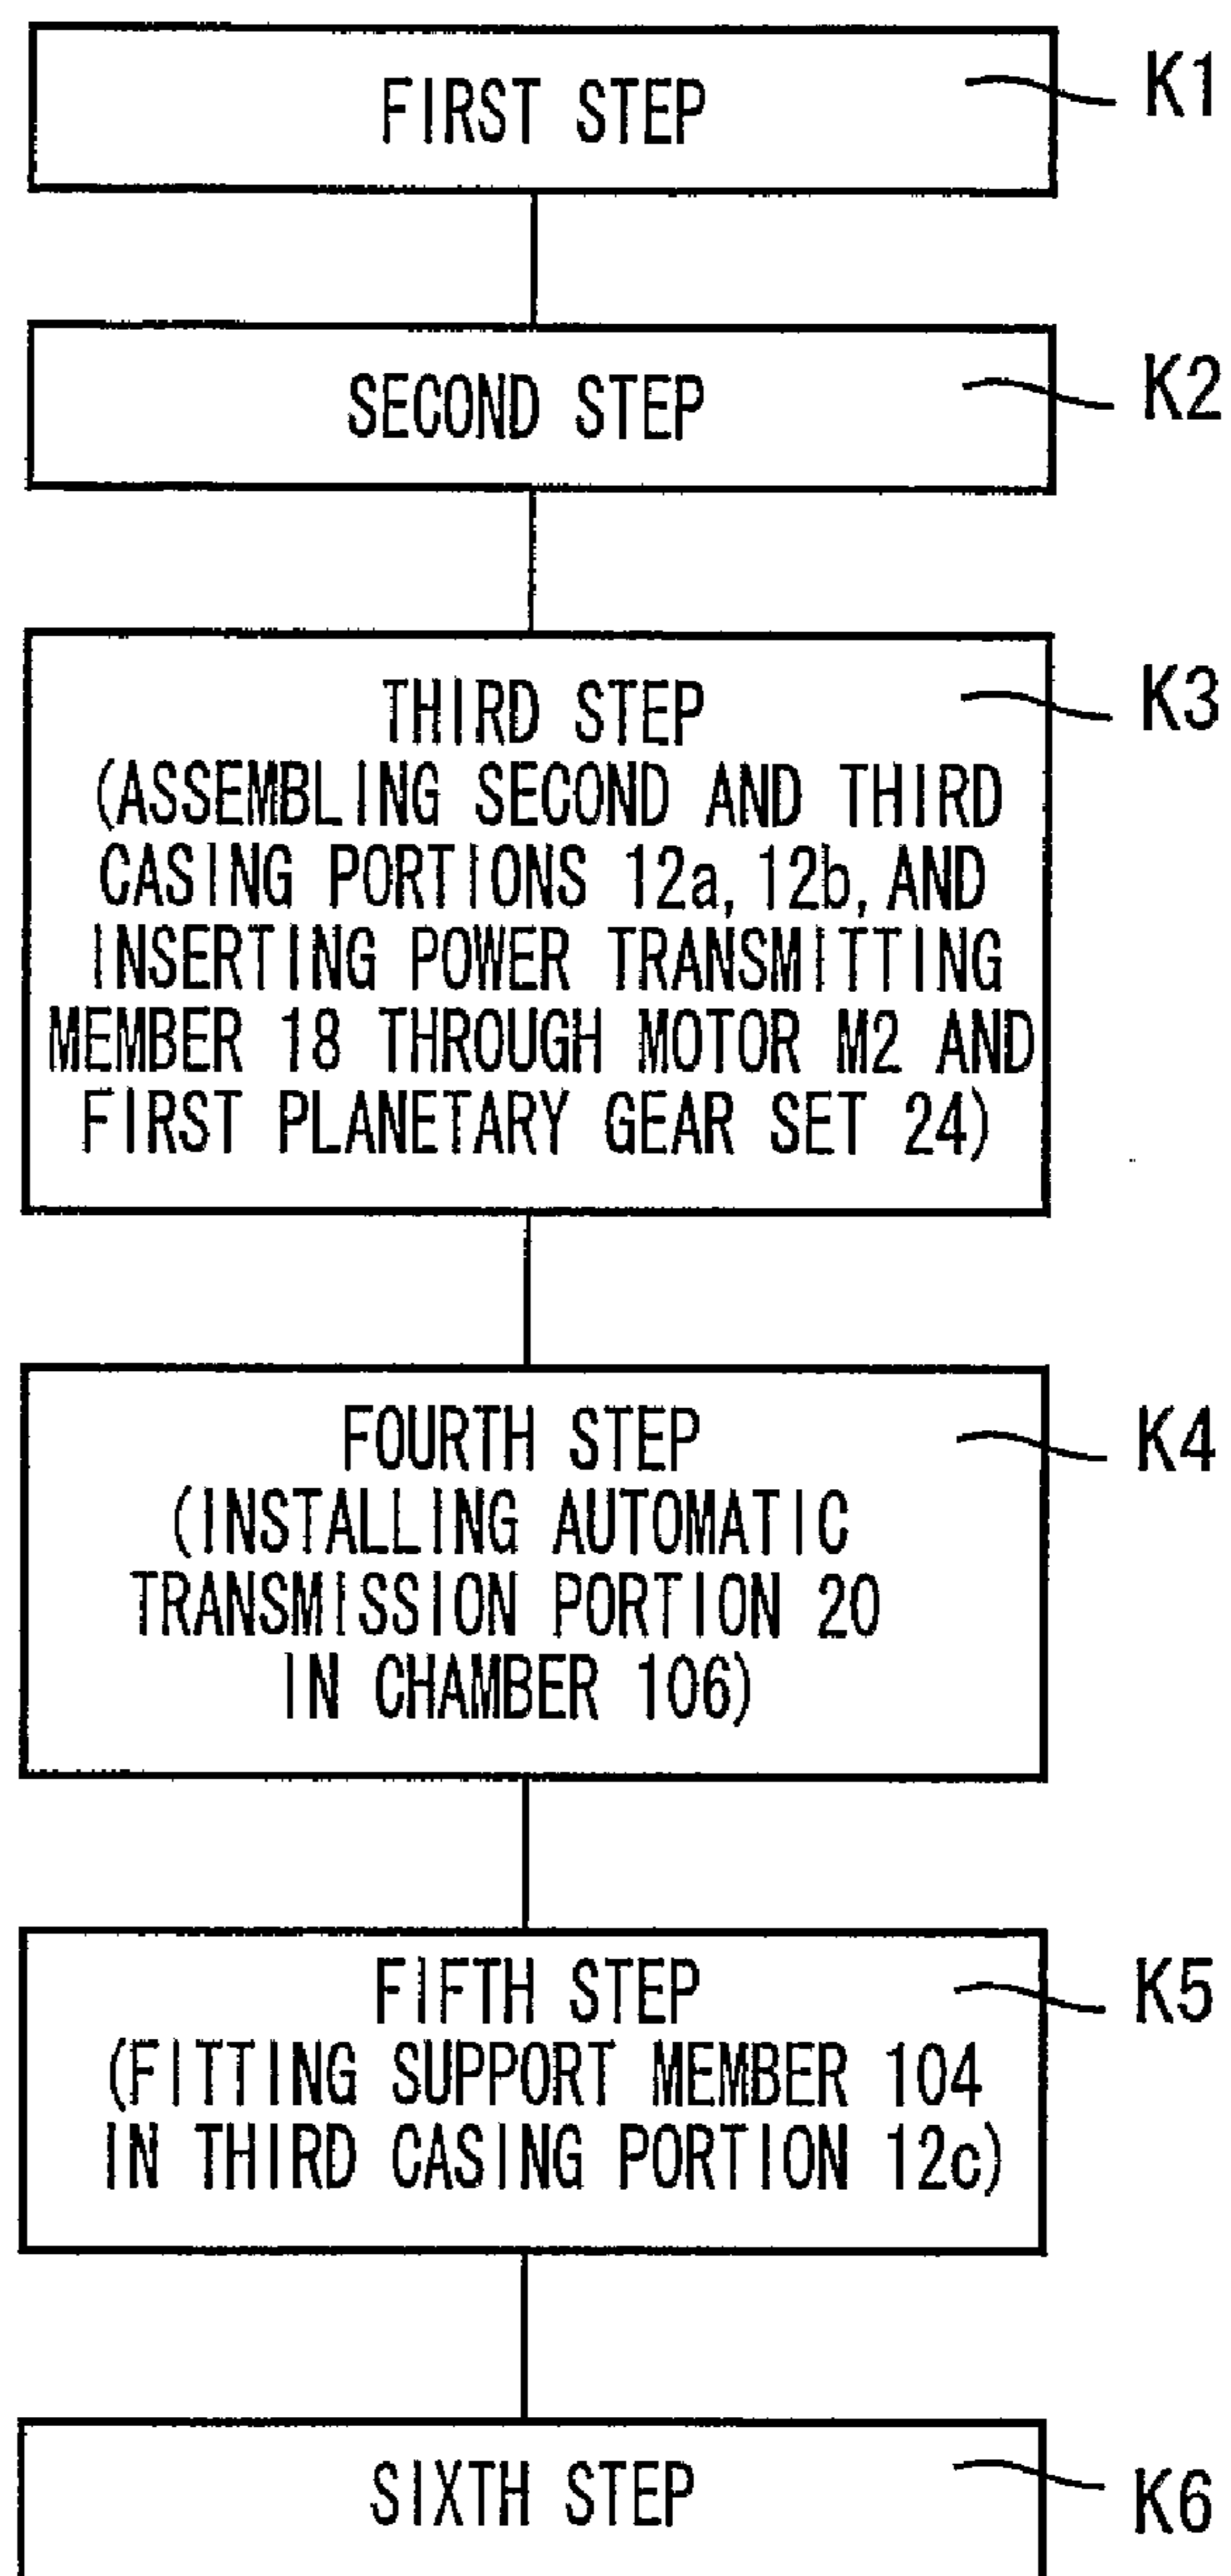 FIRST STEP
K1
SECOND STEP
K2
THIRD STEP
K3
(ASSEMBLING SECOND AND THIRD
CASING PORTIONS 12a, 12b, AND
INSERTING POWER TRANSMITTING
MEMBER 18 THROUGH MOTOR M2 AND
FIRST PLANETARY GEAR SET 24)
FOURTH STEP
K4
(INSTALLING AUTOMATIC
TRANSMISSION PORTION 20
IN CHAMBER 106)
FIFTH STEP
K5
(FITTING SUPPORT MEMBER 104
IN THIRD CASING PORTION 12c)
SIXTH STEP
K6